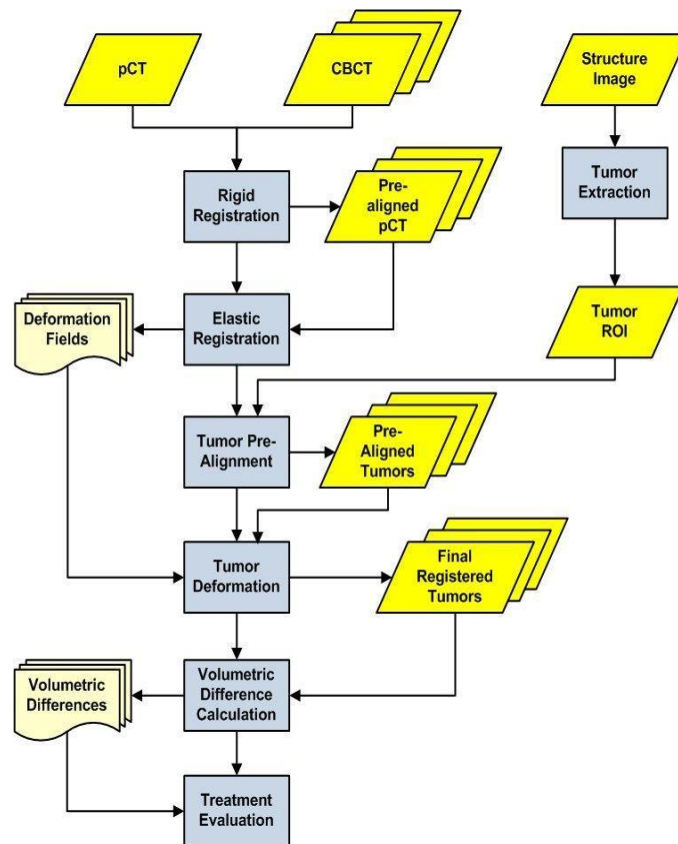 pCT
CBCT
Structure
Image
Rigid
Registration
Pre-
aligned
pCT
Tumor
Extraction
Deformation
Fields
Elastic
Registration
Tumor
ROI
Tumor Pre-
Alignment
Pre-
Aligned
Tumors
Tumor
Deformation
Final
Registered
Tumors
Volumetric
Differences
Volumetric
Difference
Calculation
Treatment
Evaluation